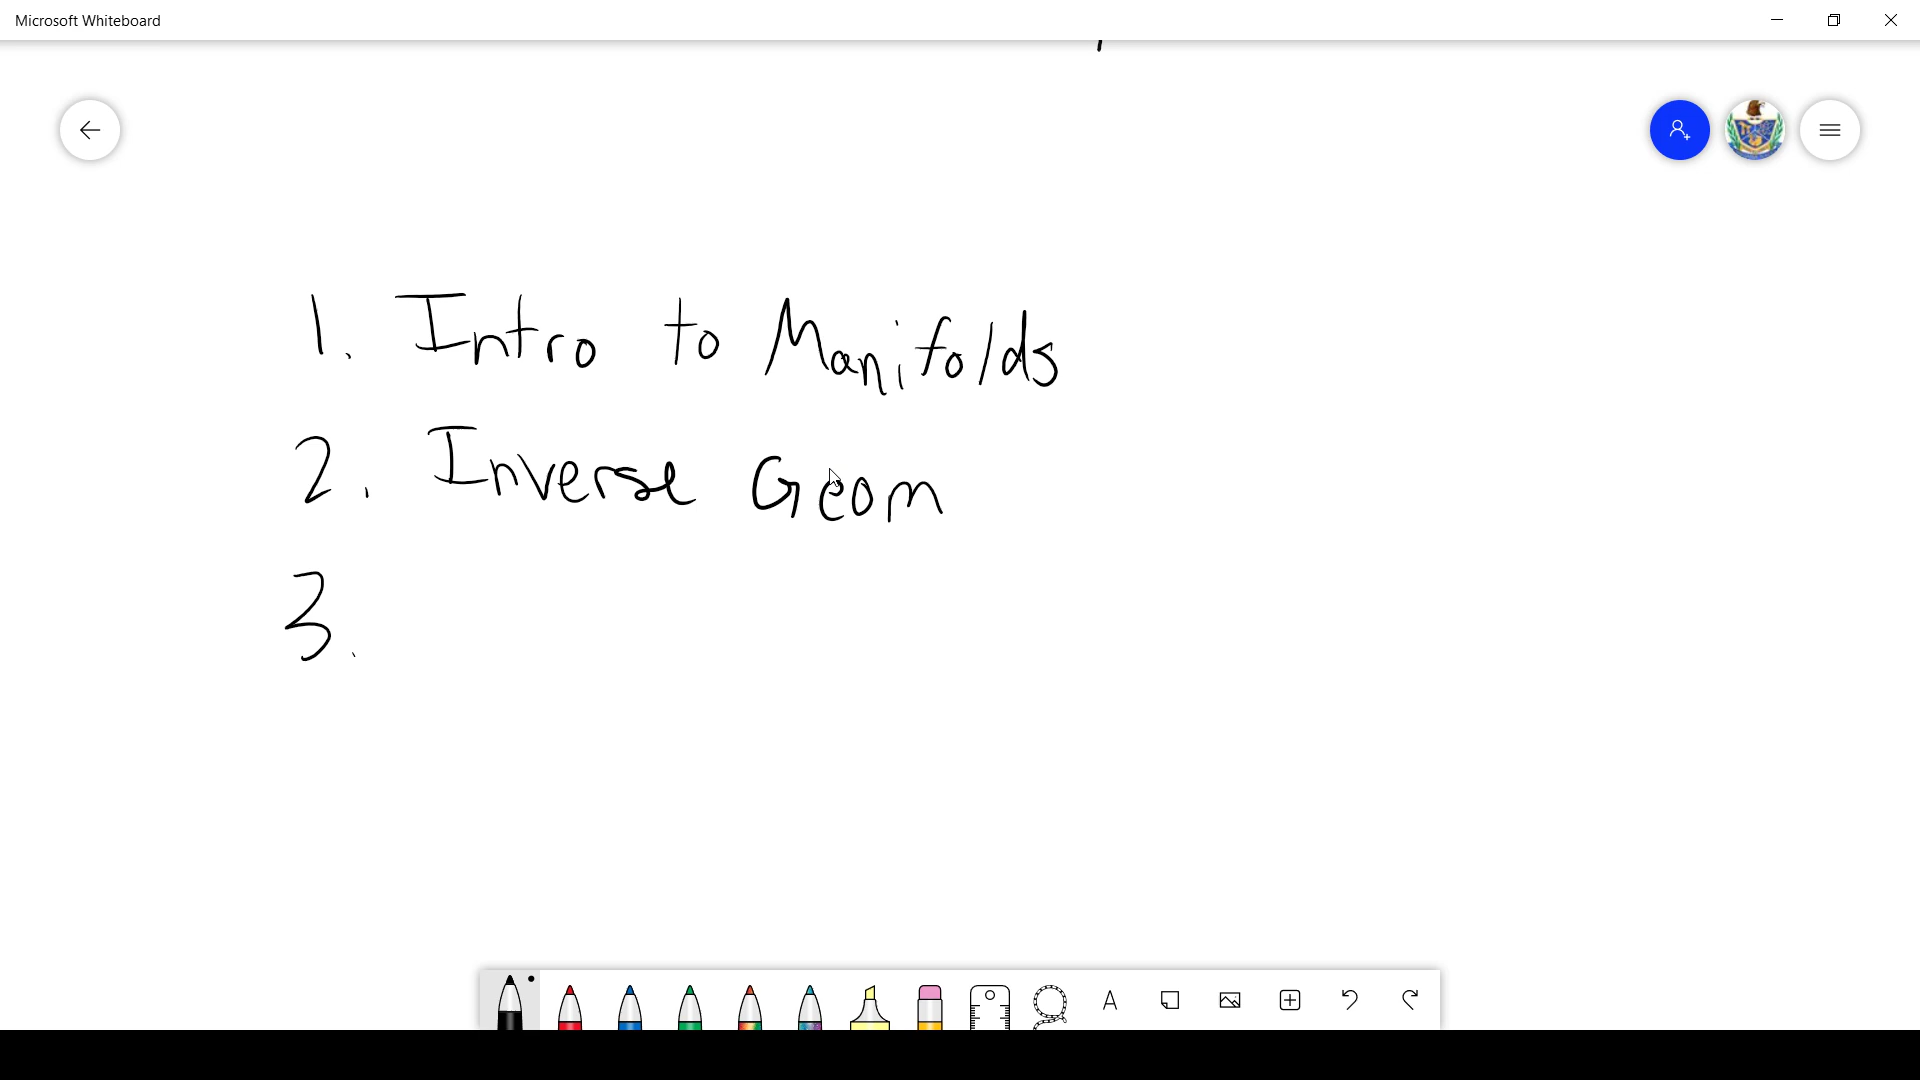 Microsoft Whiteboard
1. Intro to Manifolds
2. Inverse Geom
3.